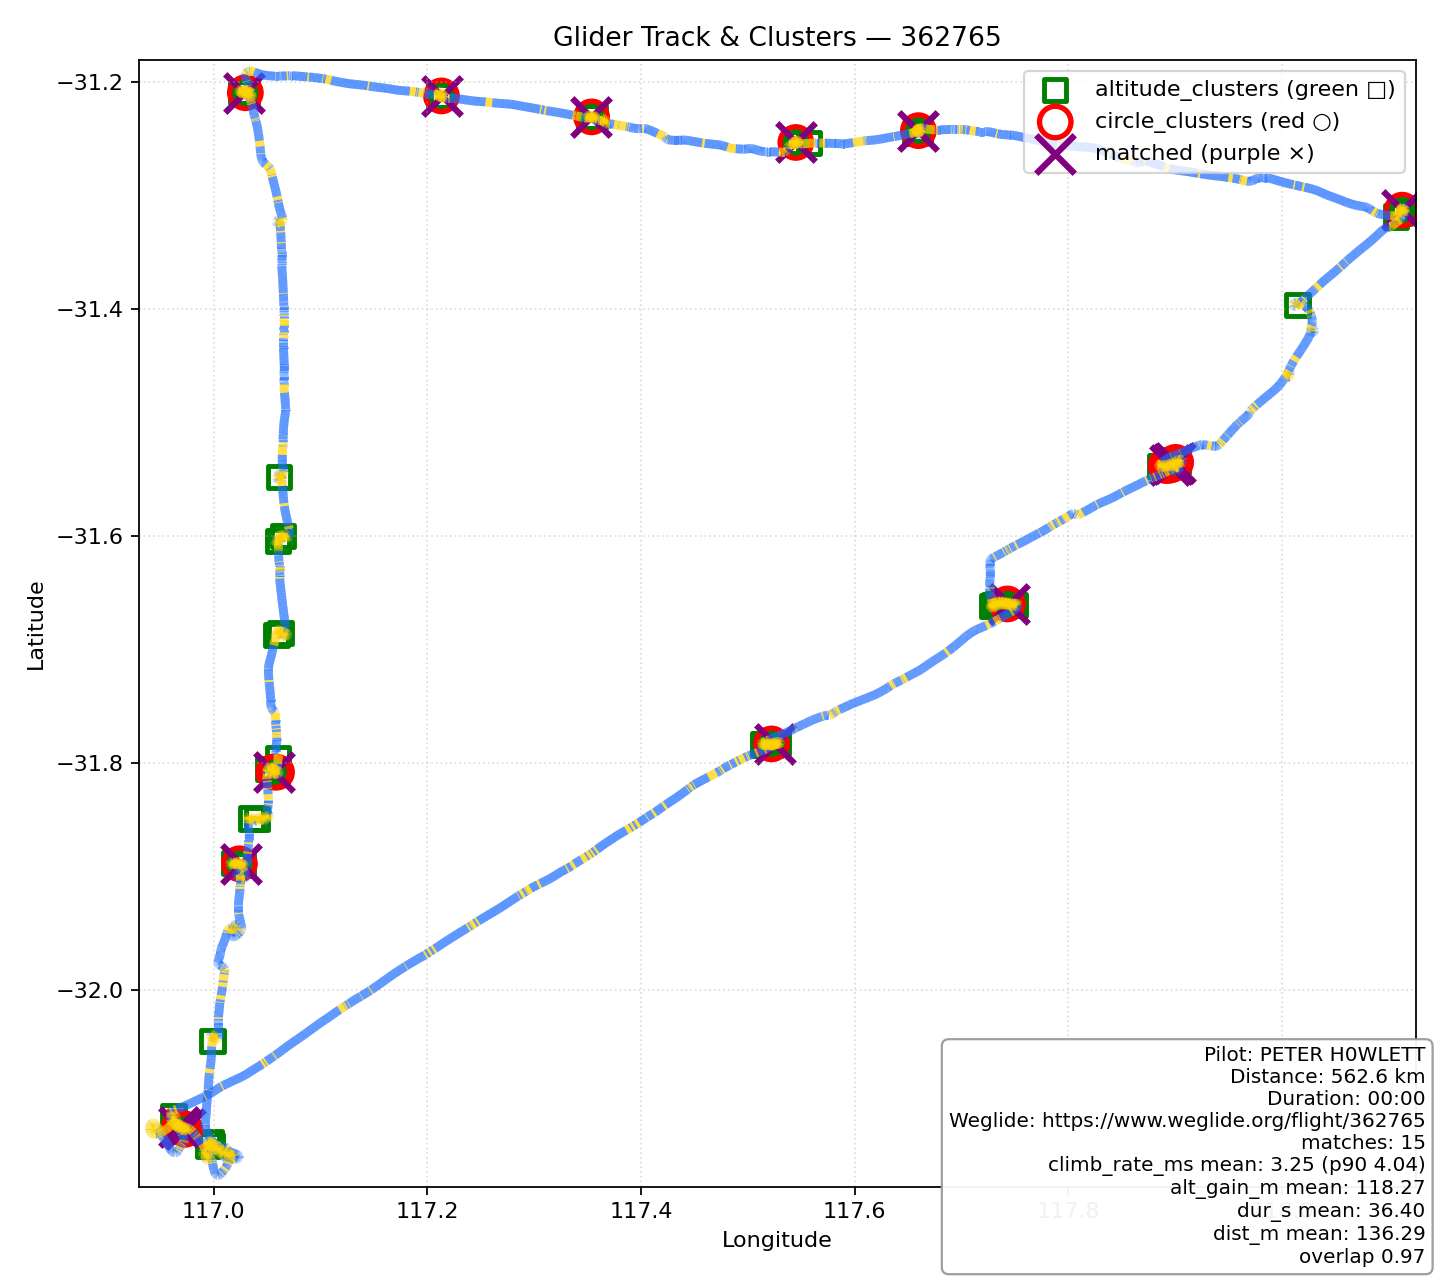 Glider Track & Clusters — 362765
altitude_clusters (green □)
circle_clusters (red ○)
matched (purple ×)
−31.2
−31.4
−31.6
−31.8
−32.0
Latitude
117.0
117.2
117.4
117.6
117.8
Longitude
Pilot: PETER H0WLETT
Distance: 562.6 km
Duration: 00:00
Weglide: https://www.weglide.org/flight/362765
matches: 15
climb_rate_ms mean: 3.25 (p90 4.04)
alt_gain_m mean: 118.27
dur_s mean: 36.40
dist_m mean: 136.29
overlap 0.97